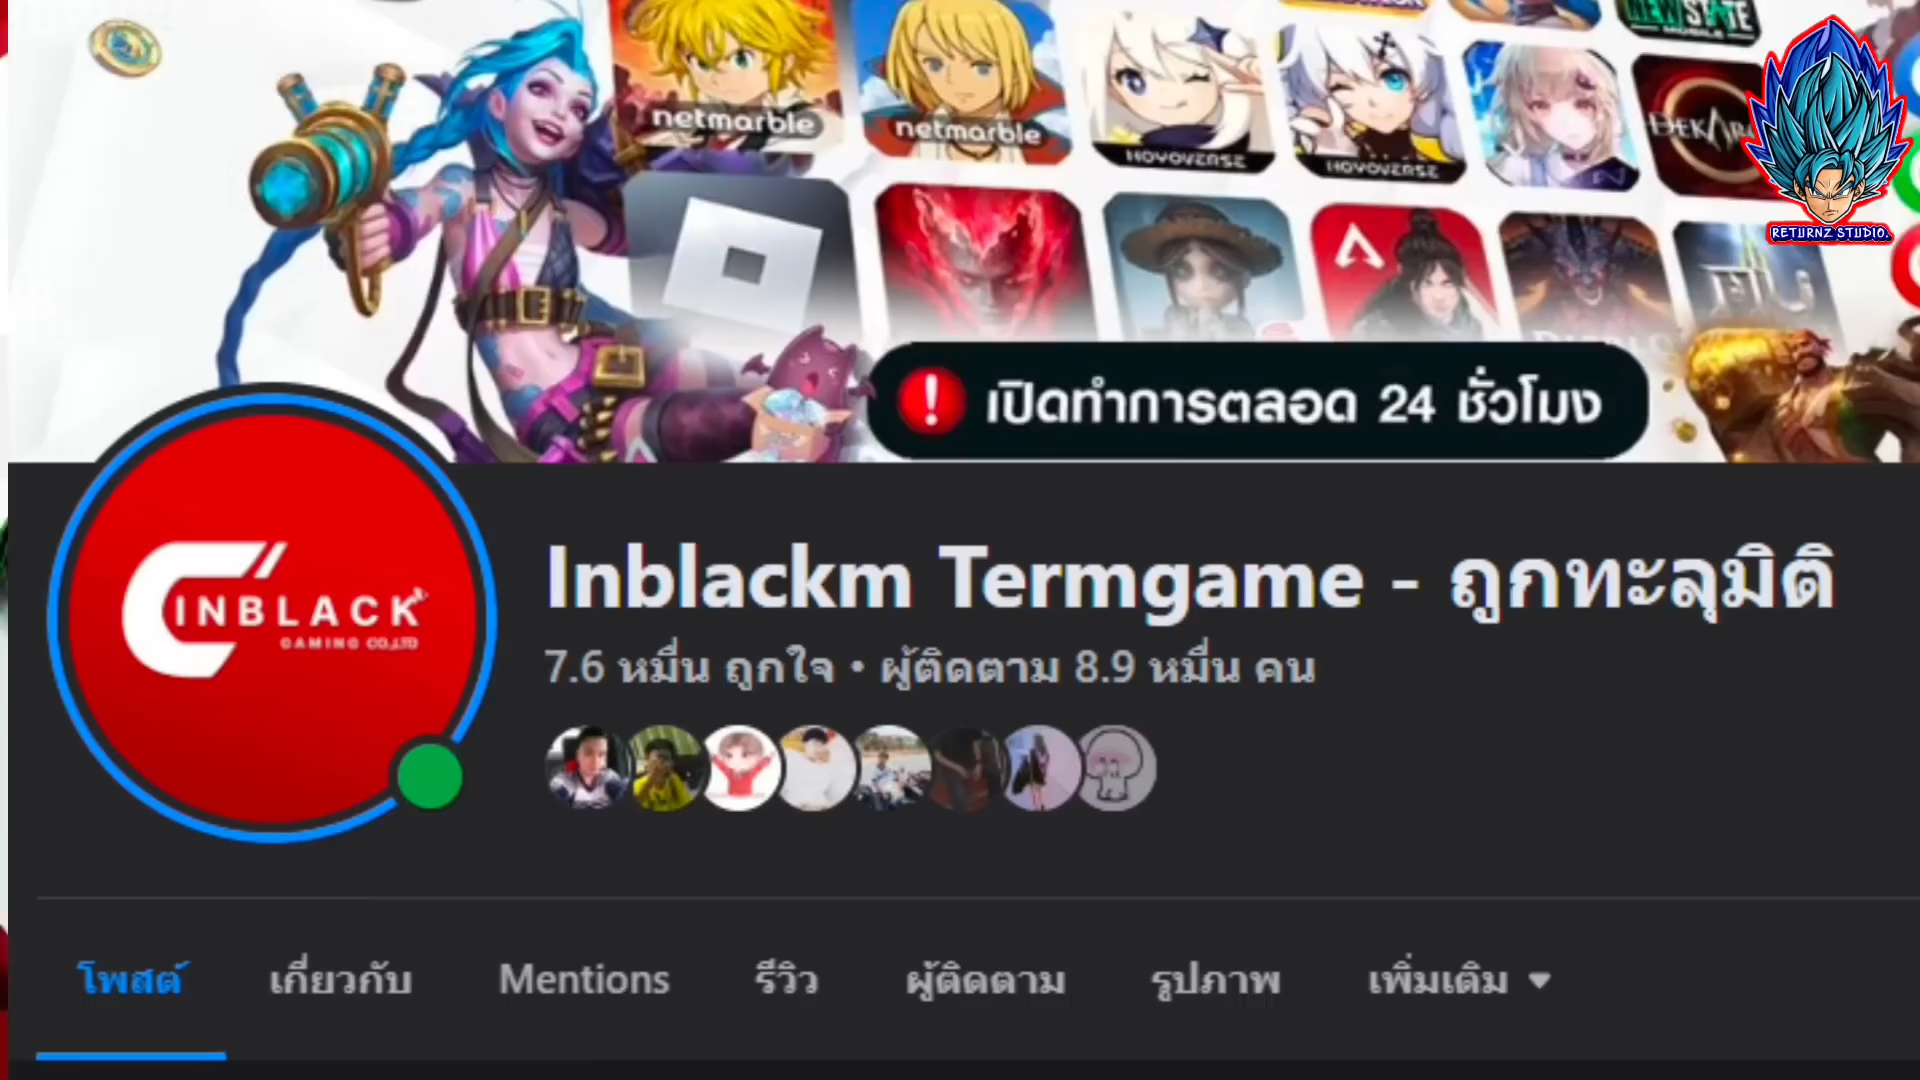 NEW STATE
MOBILE
netmarble
netmarble
HOYOVERSE
HOYOVERSE
RETURNZ STUDIO.
! เปิดทำการตลอด 24 ชั่วโมง
INBLACK
GAMING CO.,LTD
Inblackm Termgame - ถูกทะลุมิติ
7.6 หมื่น ถูกใจ • ผู้ติดตาม 8.9 หมื่น คน
โพสต์ เกี่ยวกับ Mentions รีวิว ผู้ติดตาม รูปภาพ เพิ่มเติม